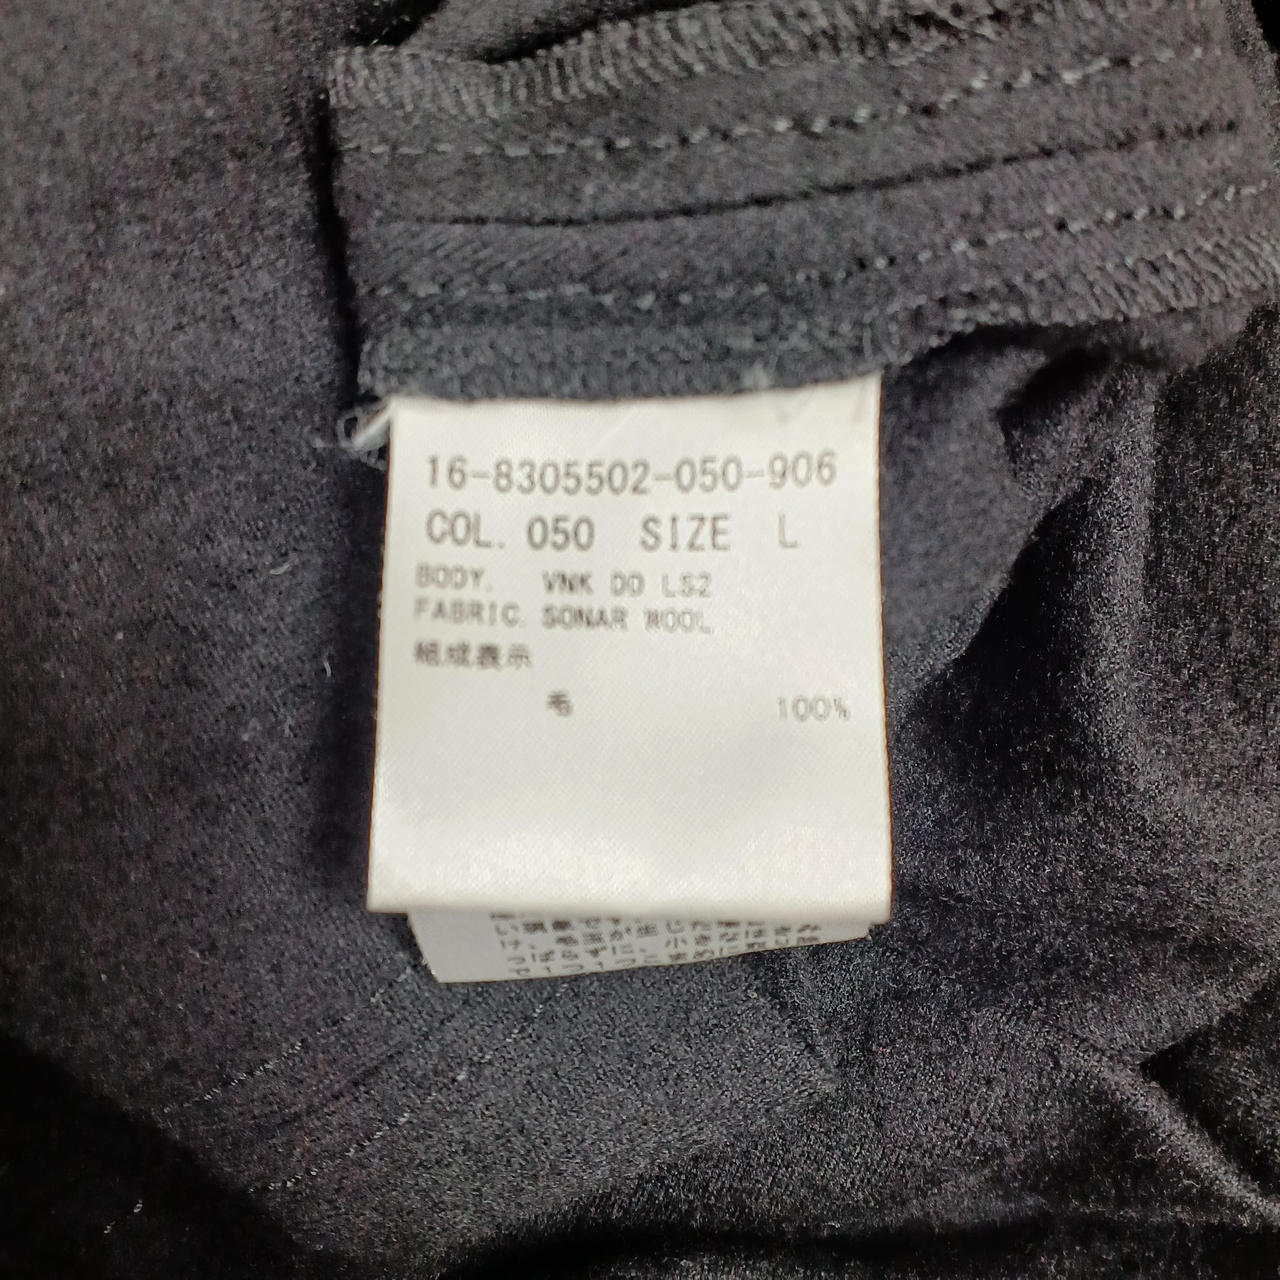 16-8305502-050-906
COL. 050 SIZE L
BODY. VNK DO LS2
FABRIC. SONAR WOOL
組成表示
毛 100%